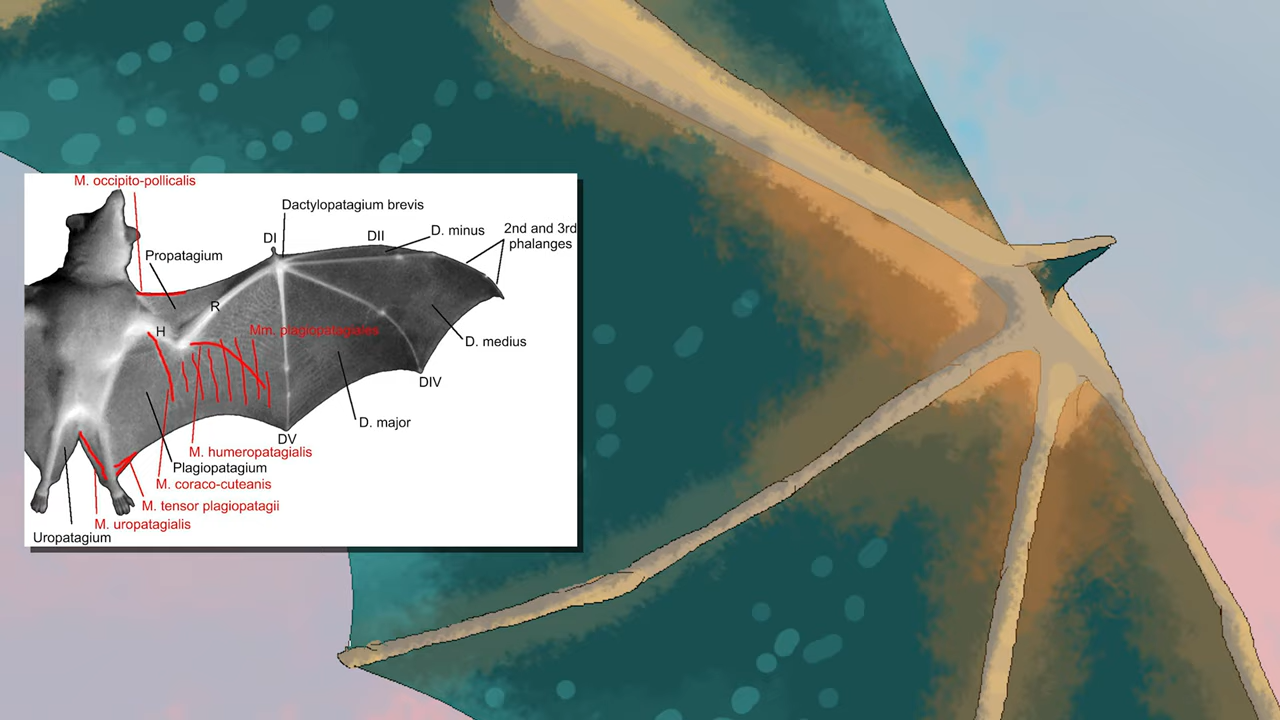 M. occipito-pollicalis
Dactylopatagium brevis
DI
DII
D. minus
2nd and 3rd
phalanges
Propatagium
R
H
Mm. plagiopatagiales
D. medius
DIV
D. major
DV
M. humeropatagialis
Plagiopatagium
M. coraco-cuteanis
M. tensor plagiopatagii
M. uropatagialis
Uropatagium